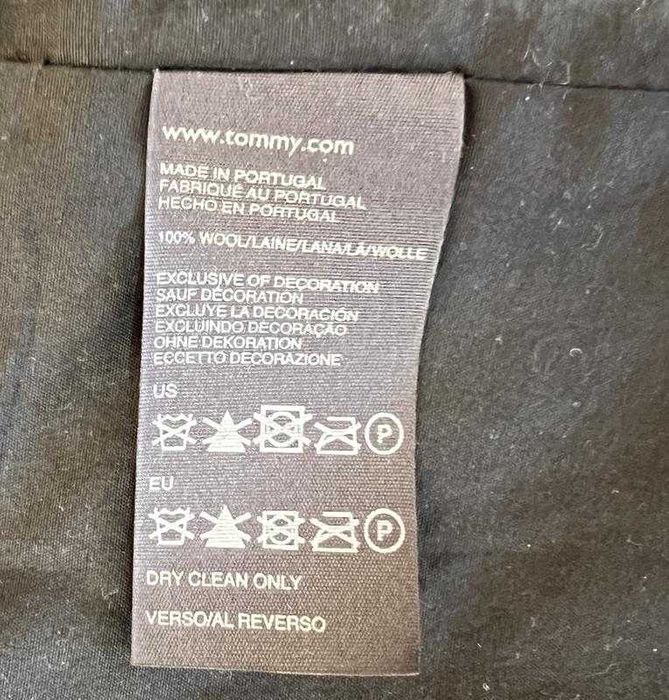 www.tommy.com
MADE IN PORTUGAL
FABRIQUÉ AU PORTUGAL
HECHO EN PORTUGAL
100% WOOL/LAINE/LANA/LÃ/WOLLE
EXCLUSIVE OF DECORATION
SAUF DÉCORATION
EXCLUYE LA DECORACIÓN
EXCLUINDO DECORAÇAO
OHNE DEKORATION
ECCETTO DECORAZIONE
US
P
EU
P
DRY CLEAN ONLY
VERSO/AL REVERSO